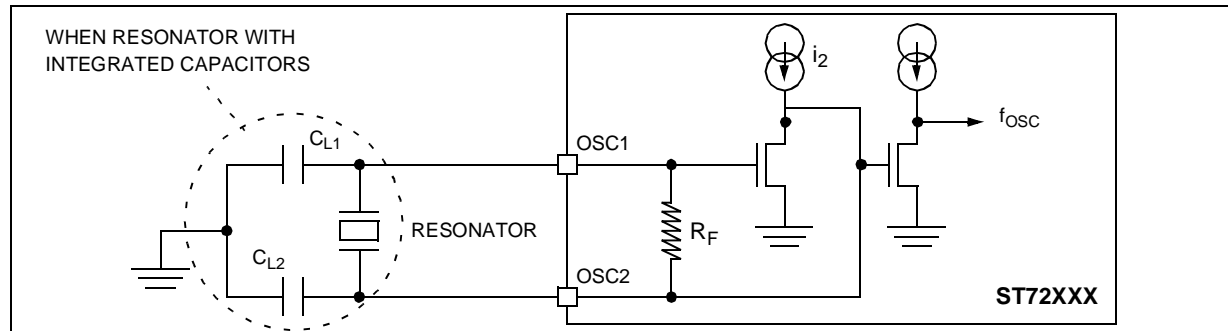 WHEN RESONATOR WITH
INTEGRATED CAPACITORS
i2
fOSC
CL1
OSC1
RESONATOR
RF
CL2
OSC2
ST72XXX